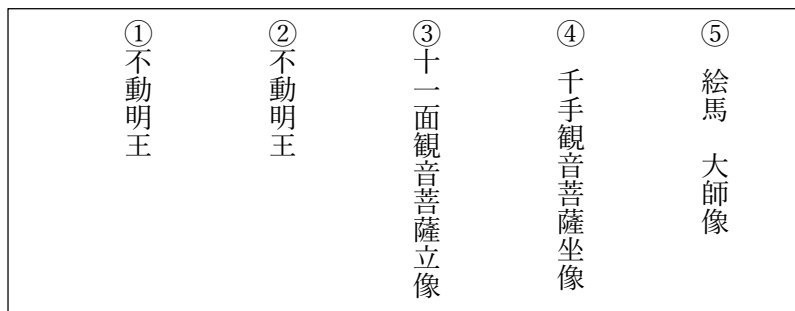 ①不動明王
②不動明王
③十一面観音菩薩立像
④ 千手観音菩薩坐像
⑤ 絵馬 大師像